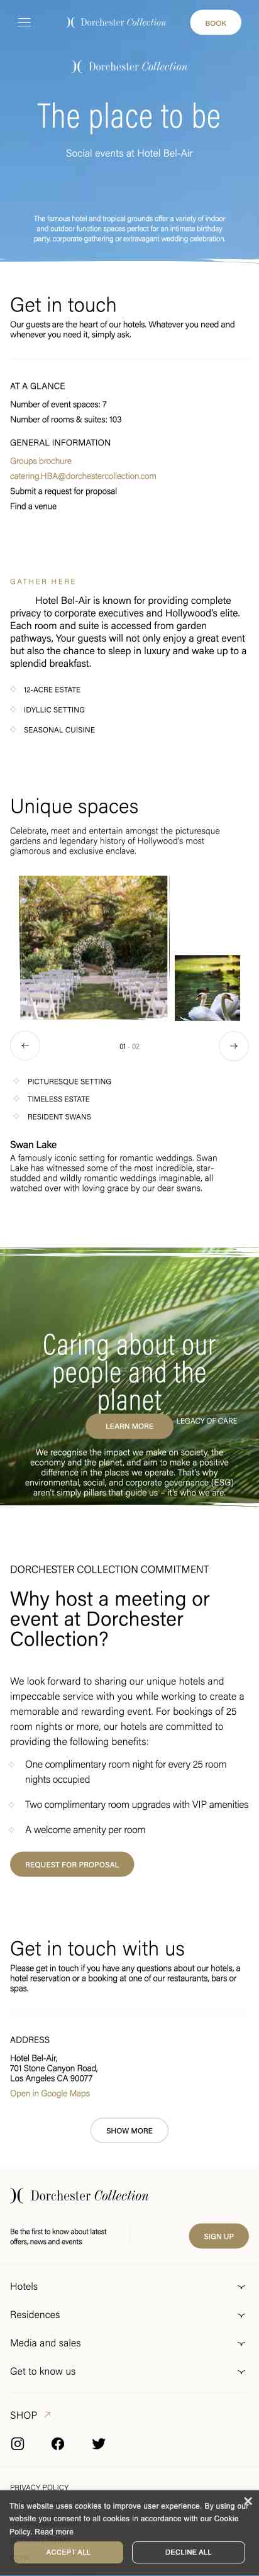 Dorchester Collection
BOOK
Dorchester Collection
The place to be
Social events at Hotel Bel-Air
The famous hotel and tropical grounds offer a variety of indoor
and outdoor function spaces perfect for an intimate birthday
party, corporate gathering or extravagant wedding celebration.
Get in touch
Our guests are the heart of our hotels. Whatever you need and
whenever you need it, simply ask.
AT A GLANCE
Number of event spaces: 7
Number of rooms & suites: 103
GENERAL INFORMATION
Groups brochure
catering.HBA@dorchestercollection.com
Submit a request for proposal
Find a venue
GATHER HERE
Hotel Bel-Air is known for providing complete
privacy to corporate executives and Hollywood's elite.
Each room and suite is accessed from garden
pathways, Your guests will not only enjoy a great event
but also the chance to sleep in luxury and wake up to a
splendid breakfast.
12-ACRE ESTATE
IDYLLIC SETTING
SEASONAL CUISINE
Unique spaces
Celebrate, meet and entertain amongst the picturesque
gardens and legendary history of Hollywood's most
glamorous and exclusive enclave.
01 - 02
PICTURESQUE SETTING
TIMELESS ESTATE
RESIDENT SWANS
Swan Lake
A famously iconic setting for romantic weddings. Swan
Lake has witnessed some of the most incredible, star-
studded and wildly romantic weddings imaginable, all
watched over with loving grace by our dear swans.
Caring about our
people and the
planet
LEARN MORE
LEGACY OF CARE
We recognise the impact we make on society, the
economy and the planet, and aim to make a positive
difference in the places we operate. That's why
environmental, social, and corporate governance (ESG)
aren't simply pillars that guide us – it's who we are.
DORCHESTER COLLECTION COMMITMENT
Why host a meeting or
event at Dorchester
Collection?
We look forward to sharing our unique hotels and
impeccable service with you while working to create a
memorable and rewarding event. For bookings of 25
room nights or more, our hotels are committed to
providing the following benefits:
One complimentary room night for every 25 room
nights occupied
Two complimentary room upgrades with VIP amenities
A welcome amenity per room
REQUEST FOR PROPOSAL
Get in touch with us
Please get in touch if you have any questions about our hotels, a
hotel reservation or a booking at one of our restaurants, bars or
spas.
ADDRESS
Hotel Bel-Air,
701 Stone Canyon Road,
Los Angeles CA 90077
Open in Google Maps
SHOW MORE
Dorchester Collection
Be the first to know about latest
offers, news and events
SIGN UP
Hotels
Residences
Media and sales
Get to know us
SHOP
PRIVACY POLICY
This website uses cookies to improve user experience. By using our
website you consent to all cookies in accordance with our Cookie
Policy. Read more
ACCEPT ALL
DECLINE ALL